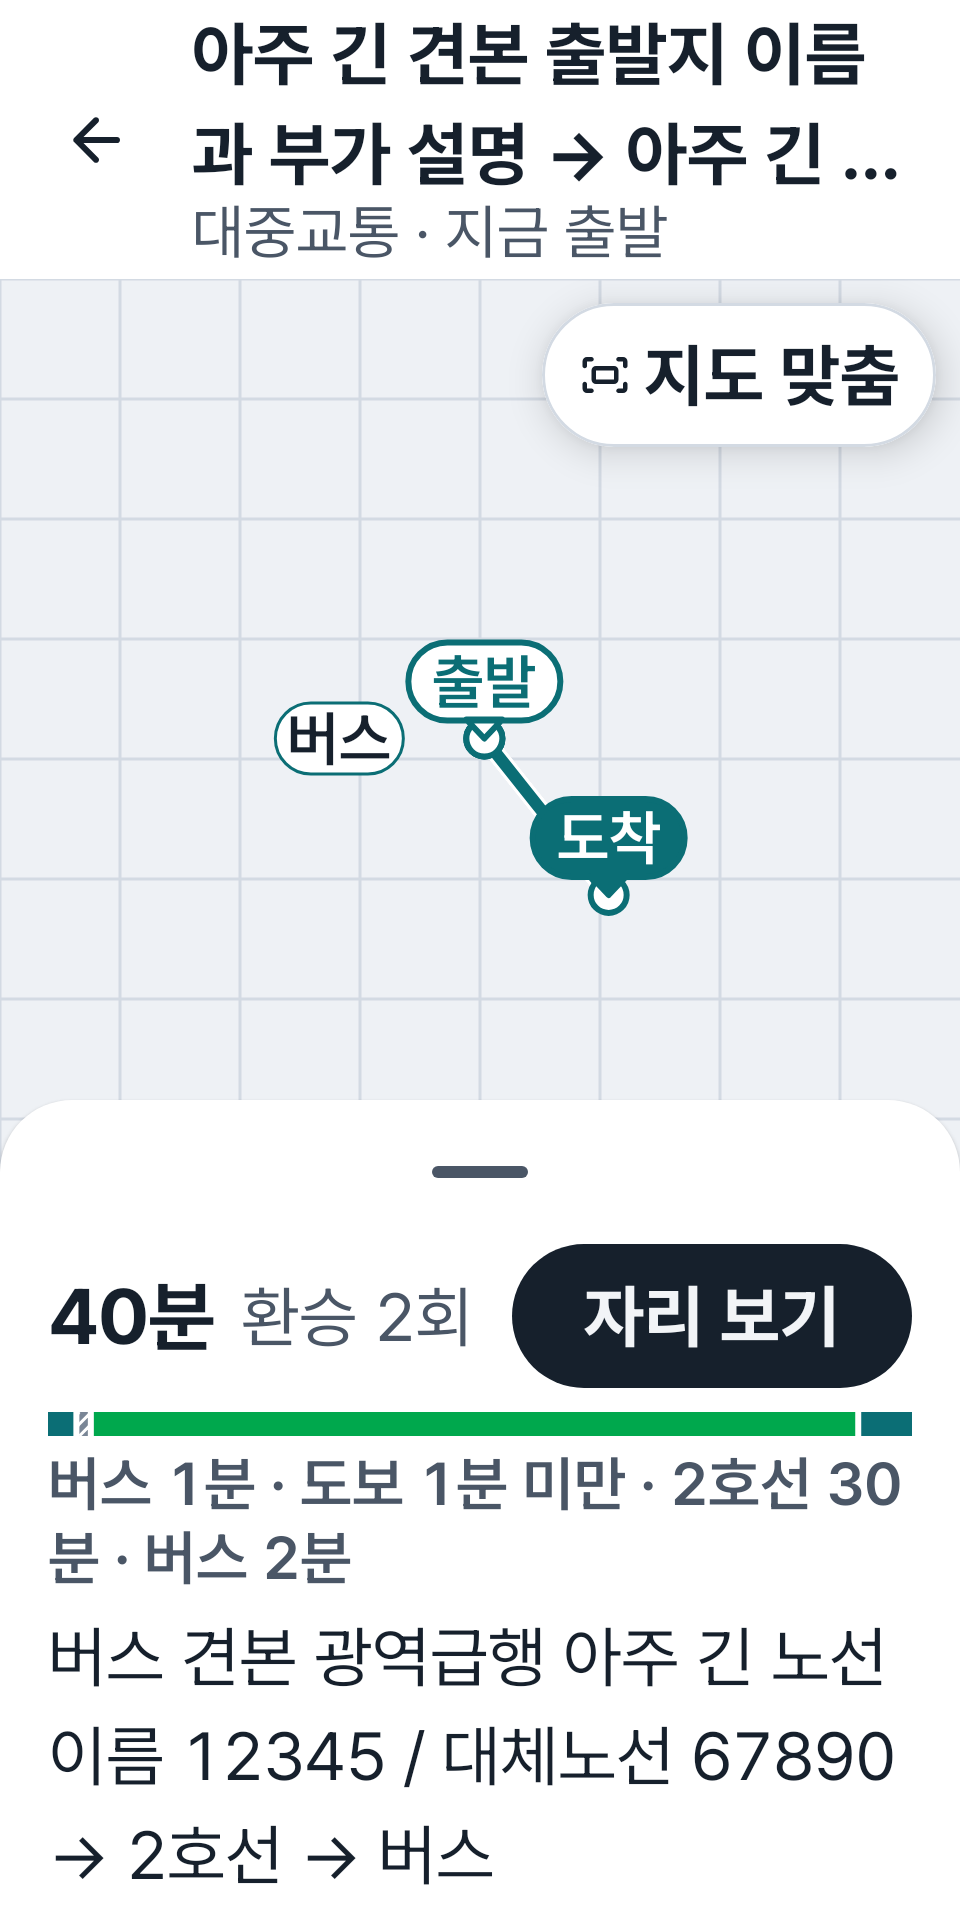 아주 긴 견본 출발지 이름
과 부가 설명 → 아주 긴 ...
대중교통 · 지금 출발
지도 맞춤
출발
버스
도착
40분 환승 2회
자리 보기
버스 1분 · 도보 1분 미만 · 2호선 30
분 · 버스 2분
버스 견본 광역급행 아주 긴 노선
이름 12345 / 대체노선 67890
→ 2호선 → 버스